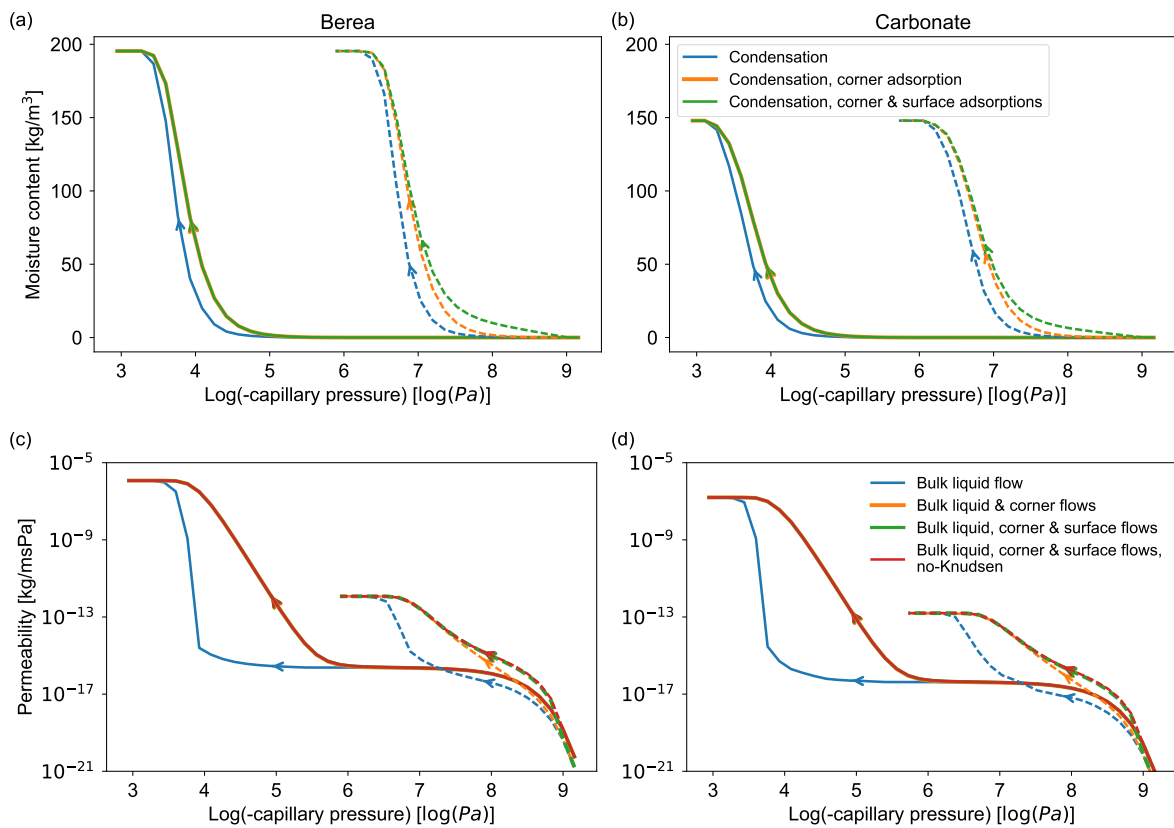 (a)
Berea
(b)
Carbonate
200
150
100
50
0
Moisture content [kg/m³]
3 4 5 6 7 8 9
Log(-capillary pressure) [log(Pa)]
200
150
100
50
0
Condensation
Condensation, corner adsorption
Condensation, corner & surface adsorptions
3 4 5 6 7 8 9
Log(-capillary pressure) [log(Pa)]
(c)
10⁻⁵
10⁻⁹
10⁻¹³
10⁻¹⁷
10⁻²¹
Permeability [kg/msPa]
3 4 5 6 7 8 9
Log(-capillary pressure) [log(Pa)]
(d)
10⁻⁵
10⁻⁹
10⁻¹³
10⁻¹⁷
10⁻²¹
Bulk liquid flow
Bulk liquid & corner flows
Bulk liquid, corner & surface flows
Bulk liquid, corner & surface flows,
no-Knudsen
3 4 5 6 7 8 9
Log(-capillary pressure) [log(Pa)]